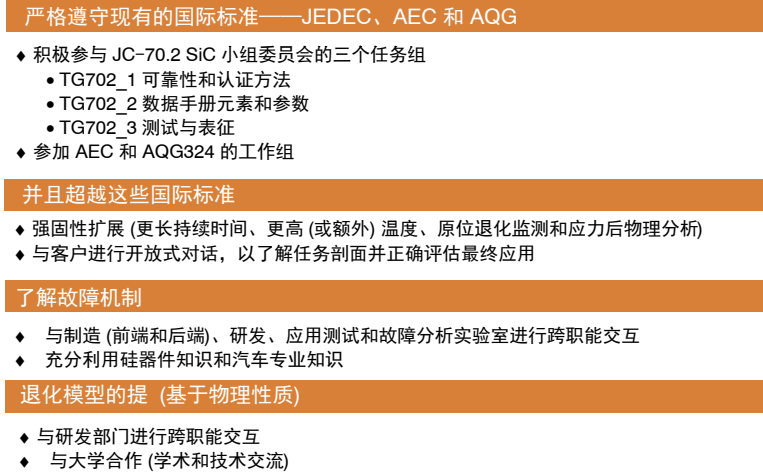 严格遵守现有的国际标准——JEDEC、AEC 和 AQG
♦ 积极参与 JC-70.2 SiC 小组委员会的三个任务组
• TG702_1 可靠性和认证方法
• TG702_2 数据手册元素和参数
• TG702_3 测试与表征
♦ 参加 AEC 和 AQG324 的工作组
并且超越这些国际标准
♦ 强固性扩展 (更长持续时间、更高 (或额外) 温度、原位退化监测和应力后物理分析)
♦ 与客户进行开放式对话，以了解任务剖面并正确评估最终应用
了解故障机制
♦ 与制造 (前端和后端)、研发、应用测试和故障分析实验室进行跨职能交互
♦ 充分利用硅器件知识和汽车专业知识
退化模型的提 (基于物理性质)
♦ 与研发部门进行跨职能交互
♦ 与大学合作 (学术和技术交流)